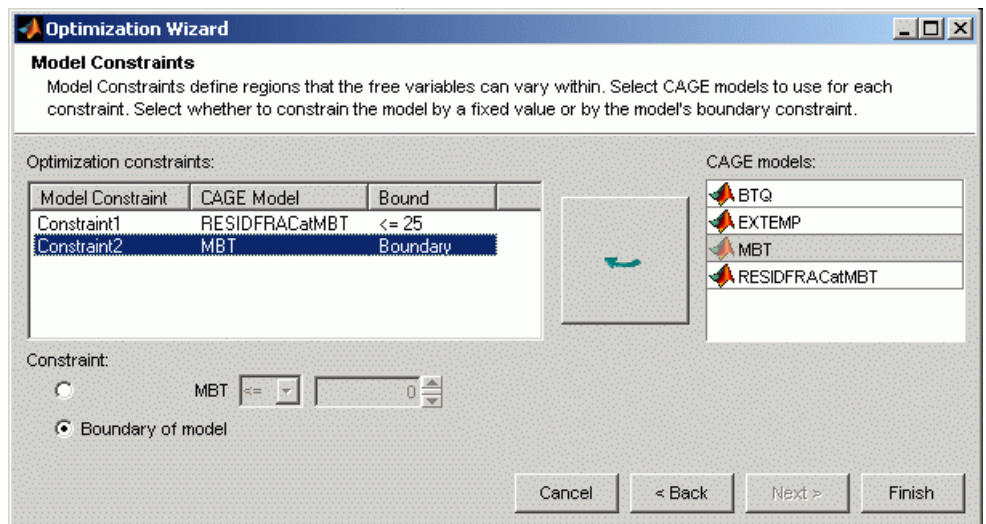 Optimization Wizard
Model Constraints
Model Constraints define regions that the free variables can vary within. Select CAGE models to use for each
constraint. Select whether to constrain the model by a fixed value or by the model's boundary constraint.
Optimization constraints:
Model Constraint CAGE Model Bound
Constraint1 RESIDFRACatMBT <= 25
Constraint2 MBT Boundary
CAGE models:
BTQ
EXTEMP
MBT
RESIDFRACatMBT
Constraint:
MBT <= 0
Boundary of model
Cancel < Back Next > Finish